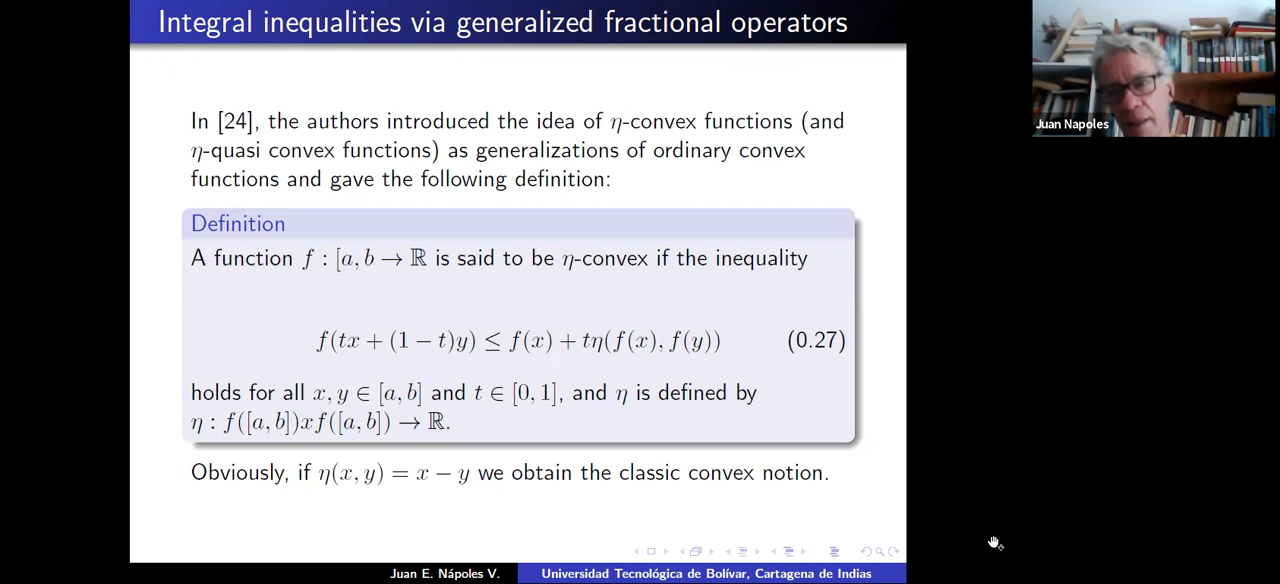 Integral inequalities via generalized fractional operators
Juan Napoles
In [24], the authors introduced the idea of η-convex functions (and
η-quasi convex functions) as generalizations of ordinary convex
functions and gave the following definition:
Definition
A function f : [a, b → ℝ is said to be η-convex if the inequality
f(tx + (1 − t)y) ≤ f(x) + tη(f(x), f(y)) (0.27)
holds for all x, y ∈ [a, b] and t ∈ [0, 1], and η is defined by
η : f([a, b])xf([a, b]) → ℝ.
Obviously, if η(x, y) = x − y we obtain the classic convex notion.
Juan E. Nápoles V. Universidad Tecnológica de Bolívar, Cartagena de Indias